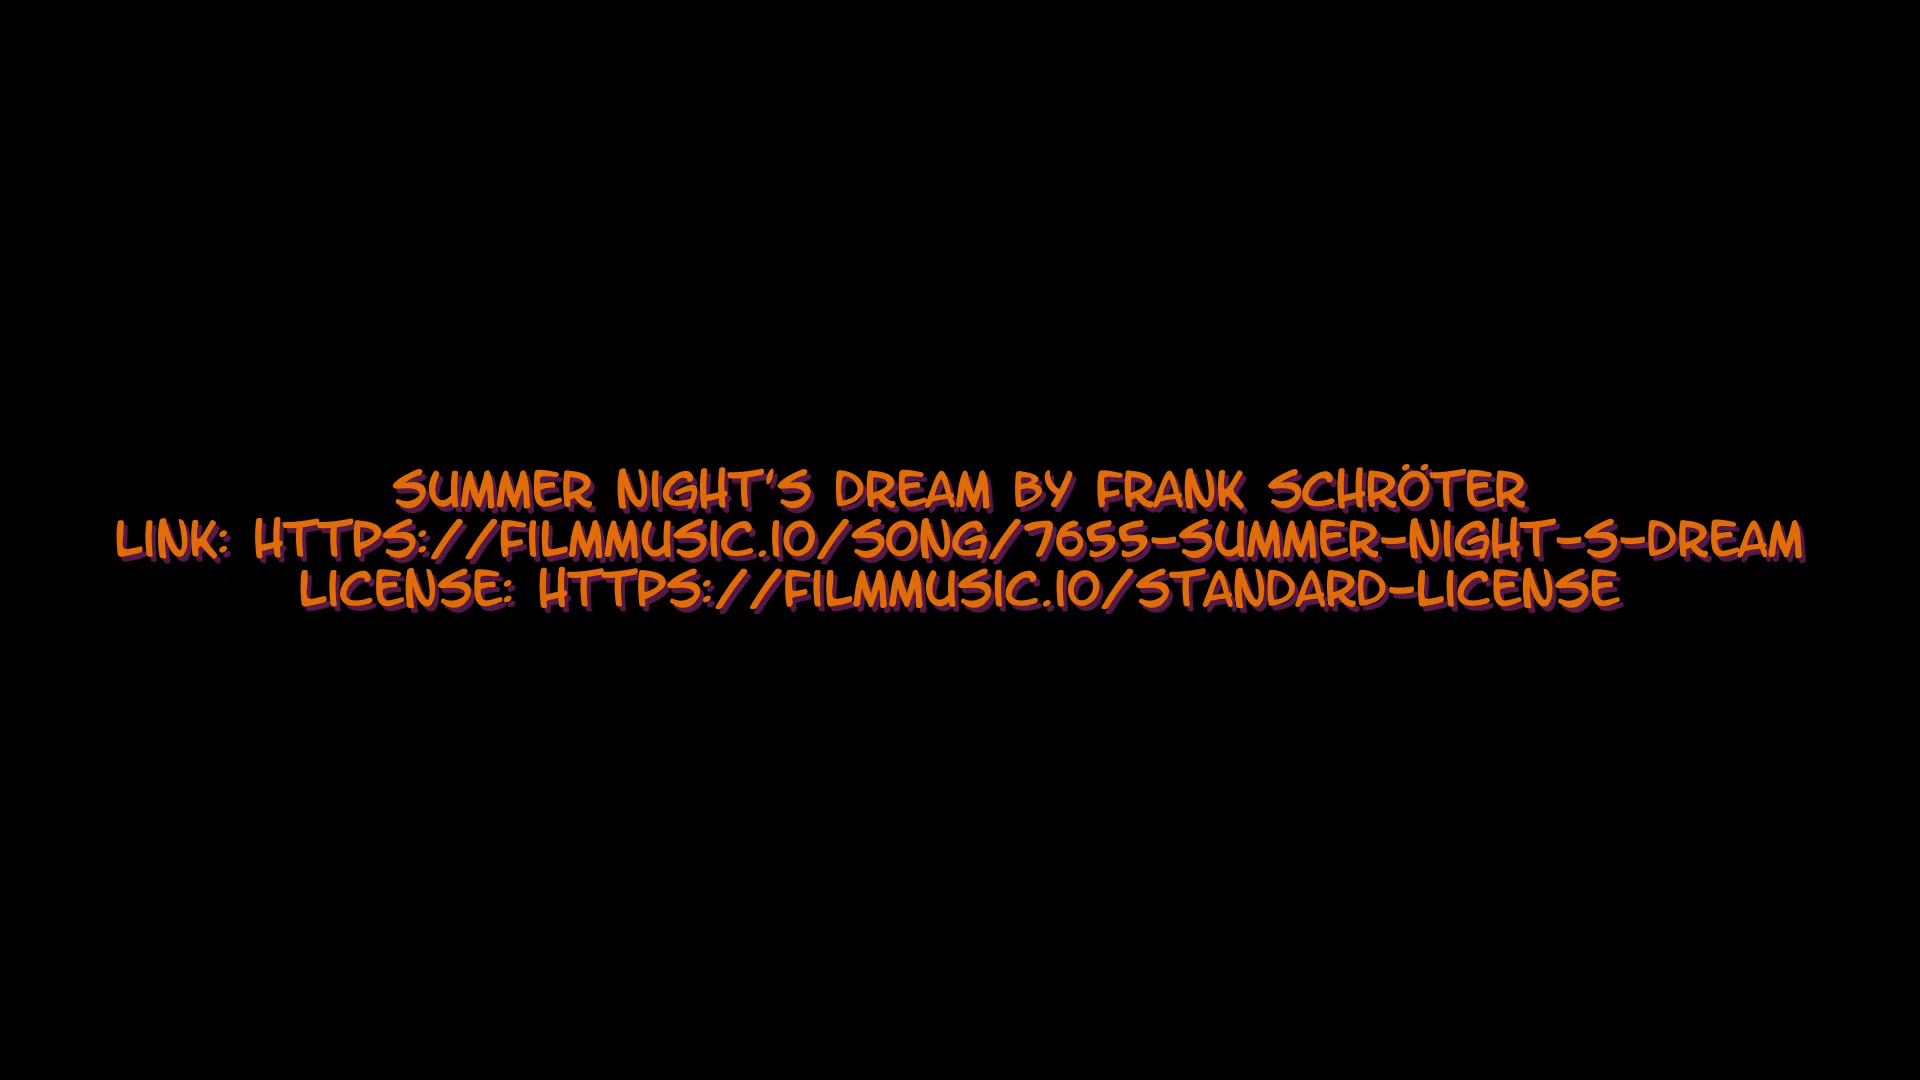 SUMMER NIGHT'S DREAM BY FRANK SCHRÖTER
LINK: HTTPS://FILMMUSIC.IO/SONG/7655-SUMMER-NIGHT-S-DREAM
LICENSE: HTTPS://FILMMUSIC.IO/STANDARD-LICENSE